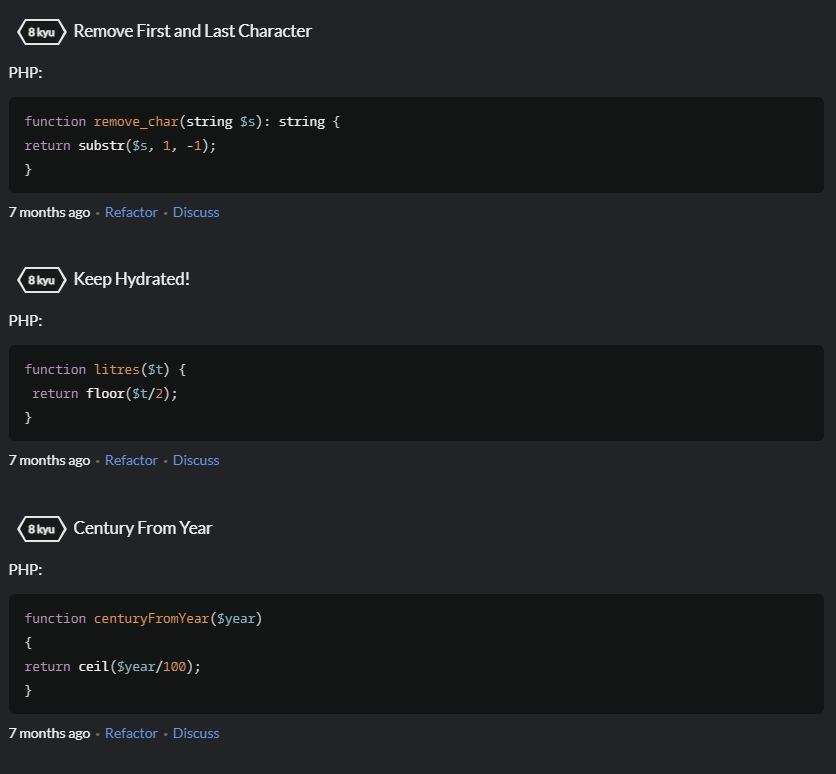 8 kyu Remove First and Last Character
PHP:
function remove_char(string $s): string {
return substr($s, 1, -1);
}
7 months ago • Refactor • Discuss
8 kyu Keep Hydrated!
PHP:
function litres($t) {
 return floor($t/2);
}
7 months ago • Refactor • Discuss
8 kyu Century From Year
PHP:
function centuryFromYear($year)
{
return ceil($year/100);
}
7 months ago • Refactor • Discuss